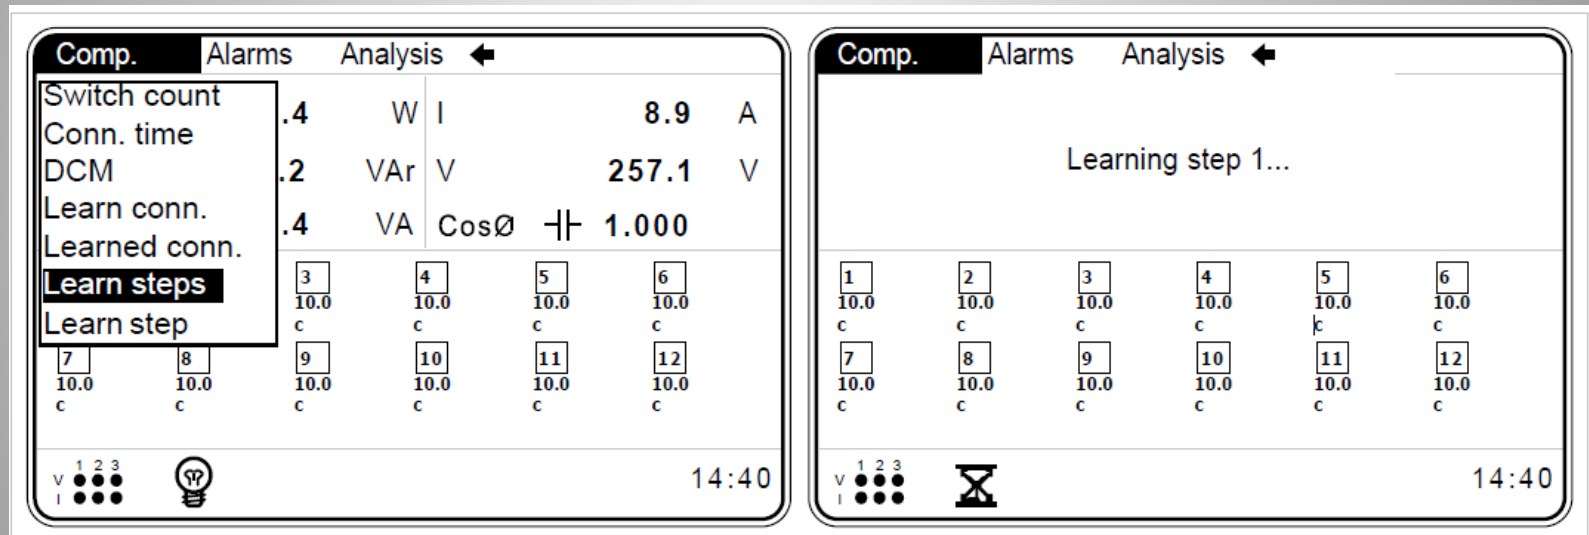 Comp. Alarms Analysis
Switch count
Conn. time
DCM
Learn conn.
Learned conn.
Learn steps
Learn step
.4 W I 8.9 A
.2 VAr V 257.1 V
.4 VA CosØ 1.000
3 4 5 6
10.0 10.0 10.0 10.0
c c c c
7 8 9 10 11 12
10.0 10.0 10.0 10.0 10.0 10.0
c c c c c c
1 2 3
V
I
14:40
Comp. Alarms Analysis
Learning step 1...
1 2 3 4 5 6
10.0 10.0 10.0 10.0 10.0 10.0
c c c c c c
7 8 9 10 11 12
10.0 10.0 10.0 10.0 10.0 10.0
c c c c c c
1 2 3
V
I
14:40